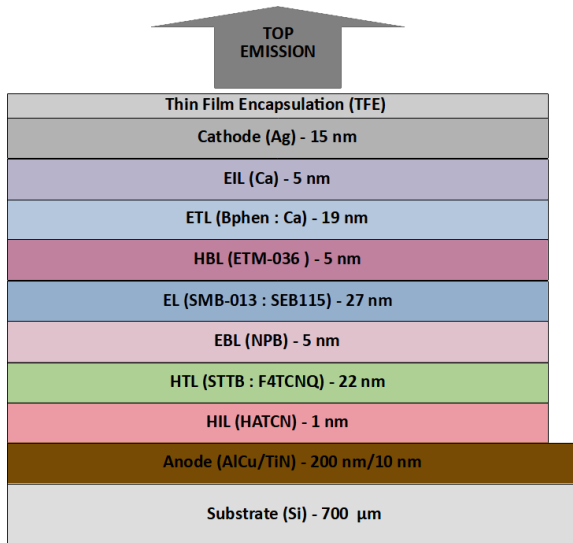 TOP
EMISSION
Thin Film Encapsulation (TFE)
Cathode (Ag) - 15 nm
EIL (Ca) - 5 nm
ETL (Bphen : Ca) - 19 nm
HBL (ETM-036 ) - 5 nm
EL (SMB-013 : SEB115) - 27 nm
EBL (NPB) - 5 nm
HTL (STTB : F4TCNQ) - 22 nm
HIL (HATCN) - 1 nm
Anode (AlCu/TiN) - 200 nm/10 nm
Substrate (Si) - 700 µm